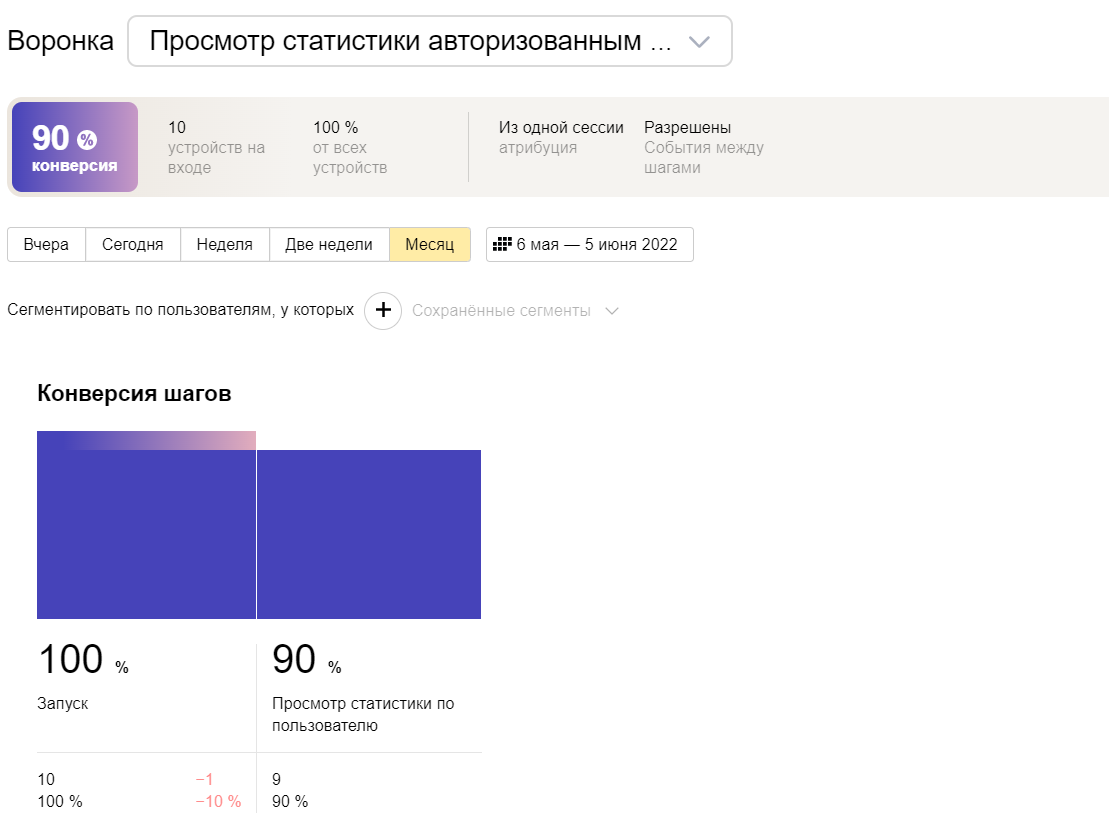 Воронка
Просмотр статистики авторизованным ...
90 %
конверсия
10
устройств на
входе
100 %
от всех
устройств
Из одной сессии
атрибуция
Разрешены
События между
шагами
Вчера
Сегодня
Неделя
Две недели
Месяц
6 мая — 5 июня 2022
Сегментировать по пользователям, у которых
+
Сохранённые сегменты
Конверсия шагов
100 %
Запуск
90 %
Просмотр статистики по
пользователю
10 −1
100 % −10 %
9
90 %